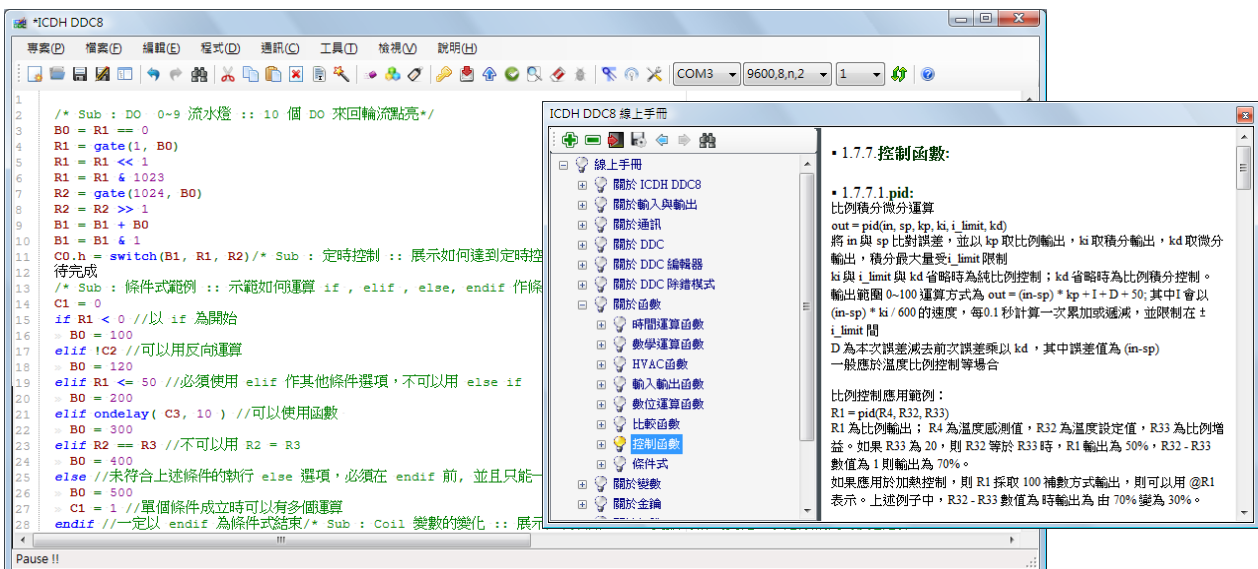 *ICDH DDC8
專案(P) 檔案(F) 編輯(E) 程式(D) 通訊(C) 工具(T) 檢視(V) 說明(H)
COM3 9600,8,n,2 1
1
2 /* Sub : DO 0~9 流水燈 :: 10 個 DO 來回輪流點亮*/
3 B0 = R1 == 0
4 R1 = gate(1, B0)
5 R1 = R1 << 1
6 R1 = R1 & 1023
7 R2 = gate(1024, B0)
8 R2 = R2 >> 1
9 B1 = B1 + B0
10 B1 = B1 & 1
11 C0.h = switch(B1, R1, R2)/* Sub : 定時控制 :: 展示如何達到定時控
12 待完成
13 /* Sub : 條件式範例 :: 示範如何運算 if , elif , else, endif 作條
14 C1 = 0
15 if R1 < 0 //以 if 為開始
16 » B0 = 100
17 elif !C2 //可以用反向運算
18 » B0 = 120
19 elif R1 <= 50 //必須使用 elif 作其他條件選項，不可以用 else if
20 » B0 = 200
21 elif ondelay( C3, 10 ) //可以使用函數
22 » B0 = 300
23 elif R2 == R3 //不可以用 R2 = R3
24 » B0 = 400
25 else //未符合上述條件的執行 else 選項，必須在 endif 前, 並且只能一
26 » B0 = 500
27 » C1 = 1 //單個條件成立時可以有多個運算
28 endif //一定以 endif 為條件式結束/* Sub : Coil 變數的變化 :: 展示
Pause !!
ICDH DDC8 線上手冊
線上手冊
關於 ICDH DDC8
關於輸入與輸出
關於通訊
關於 DDC
關於 DDC 編輯器
關於 DDC 除錯模式
關於函數
時間運算函數
數學運算函數
HVAC函數
輸入輸出函數
數位運算函數
比較函數
控制函數
條件式
關於變數
關於金鑰
▪ 1.7.7.控制函數:
▪ 1.7.7.1.pid:
比例積分微分運算
out = pid(in, sp, kp, ki, i_limit, kd)
將 in 與 sp 比對誤差，並以 kp 取比例輸出，ki 取積分輸出，kd 取微分
輸出，積分最大量受i_limit 限制
ki 與 i_limit 與 kd 省略時為純比例控制；kd 省略時為比例積分控制。
輸出範圍 0~100 運算方式為 out = (in-sp) * kp + I + D + 50; 其中I 會以
(in-sp) * ki / 600 的速度，每0.1 秒計算一次累加或遞減，並限制在 ±
i_limit 間
D 為本次誤差減去前次誤差乘以 kd ，其中誤差值為 (in-sp)
一般應於溫度比例控制等場合
比例控制應用範例：
R1 = pid(R4, R32, R33)
R1 為比例輸出； R4 為溫度感測值，R32 為溫度設定值，R33 為比例增
益。如果 R33 為 20，則 R32 等於 R33 時，R1 輸出為 50%，R32 - R33
數值為 1 則輸出為 70%。
如果應用於加熱控制，則 R1 採取 100 補數方式輸出，則可以用 @R1
表示。上述例子中，R32 - R33 數值為 時輸出為 由 70% 變為 30%。